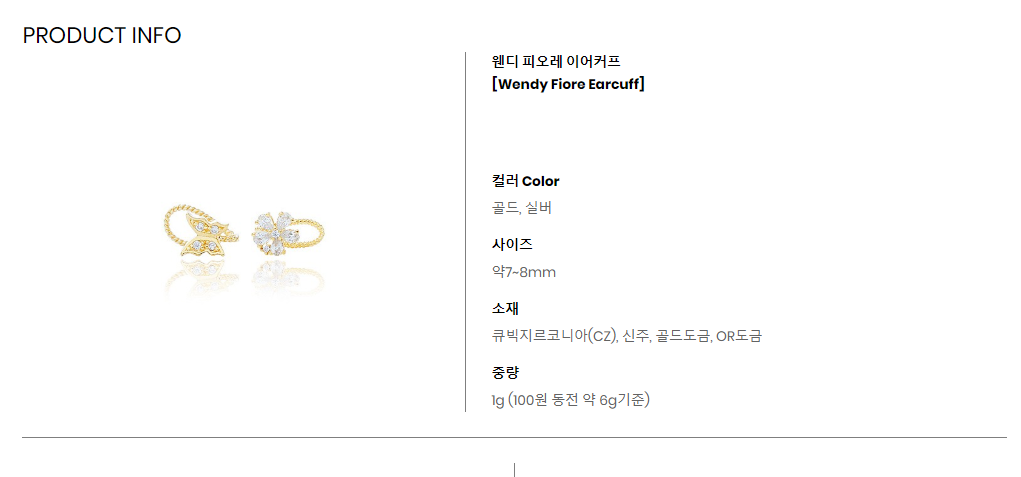 PRODUCT INFO
웬디 피오레 이어커프
[Wendy Fiore Earcuff]
컬러 Color
골드, 실버
사이즈
약7~8mm
소재
큐빅지르코니아(CZ), 신주, 골드도금, OR도금
중량
1g (100원 동전 약 6g기준)